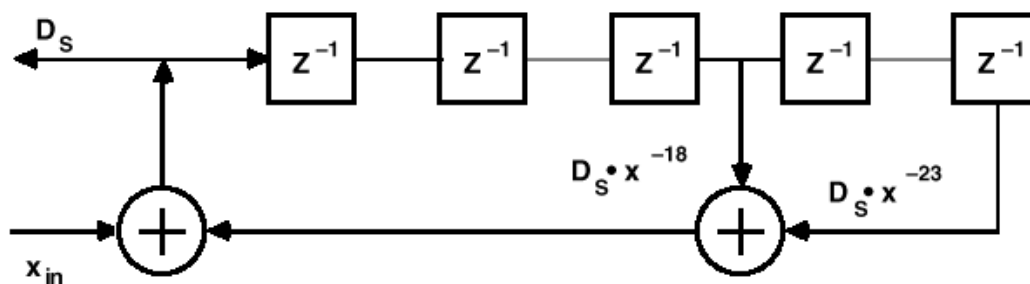 D_S
z⁻¹ z⁻¹ z⁻¹ z⁻¹ z⁻¹
D_S • x⁻¹⁸
D_S • x⁻²³
+ +
x_in